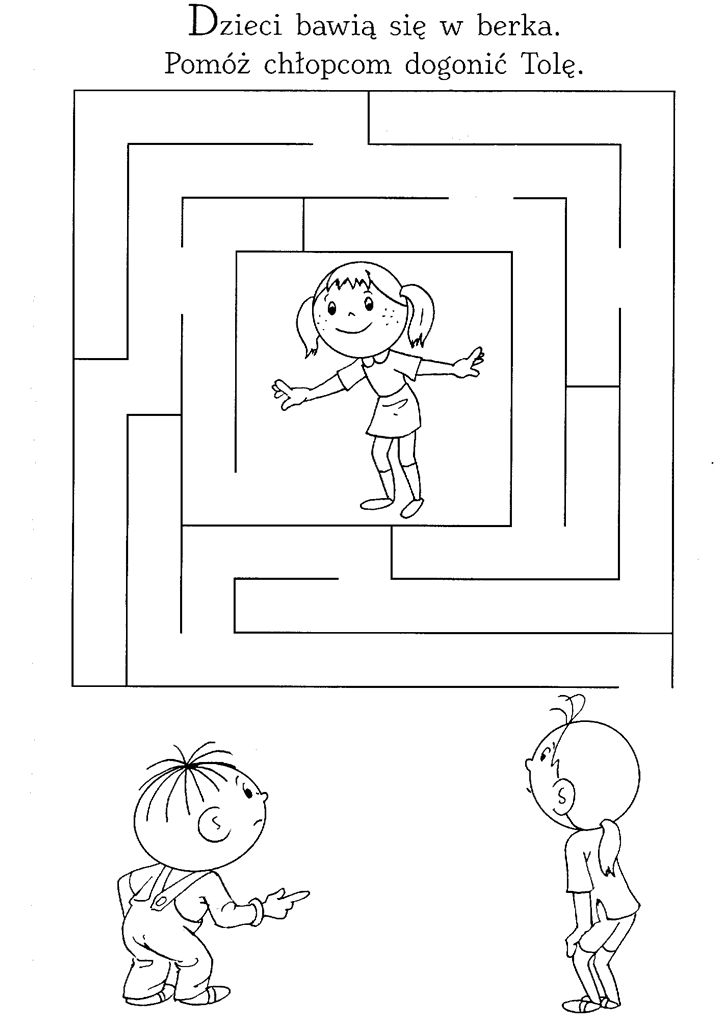 Dzieci bawią się w berka.
Pomóż chłopcom dogonić Tolę.